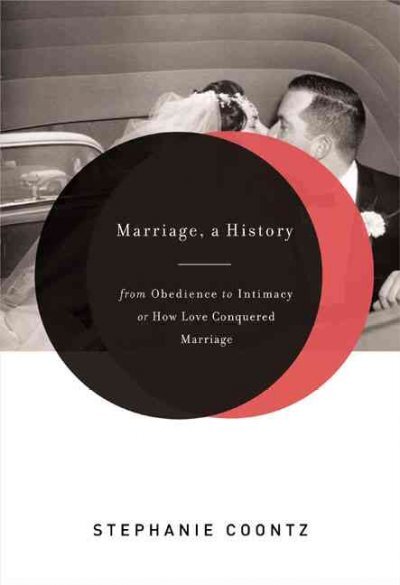 Marriage, a History
from Obedience to Intimacy
or How Love Conquered
Marriage
STEPHANIE COONTZ